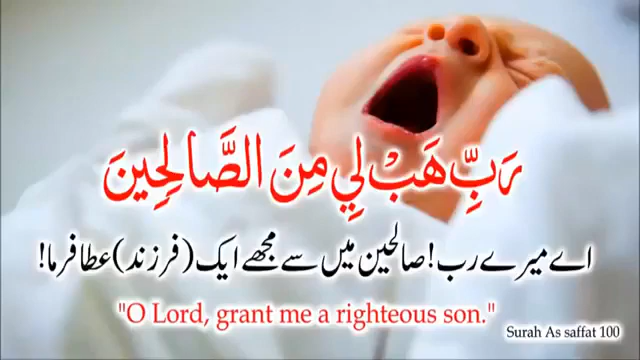 رَبِّ هَبْ لِي مِنَ الصَّالِحِينَ
اے میرے رب! صالحین میں سے مجھے ایک (فرزند) عطا فرما!
"O Lord, grant me a righteous son."
Surah As saffat 100